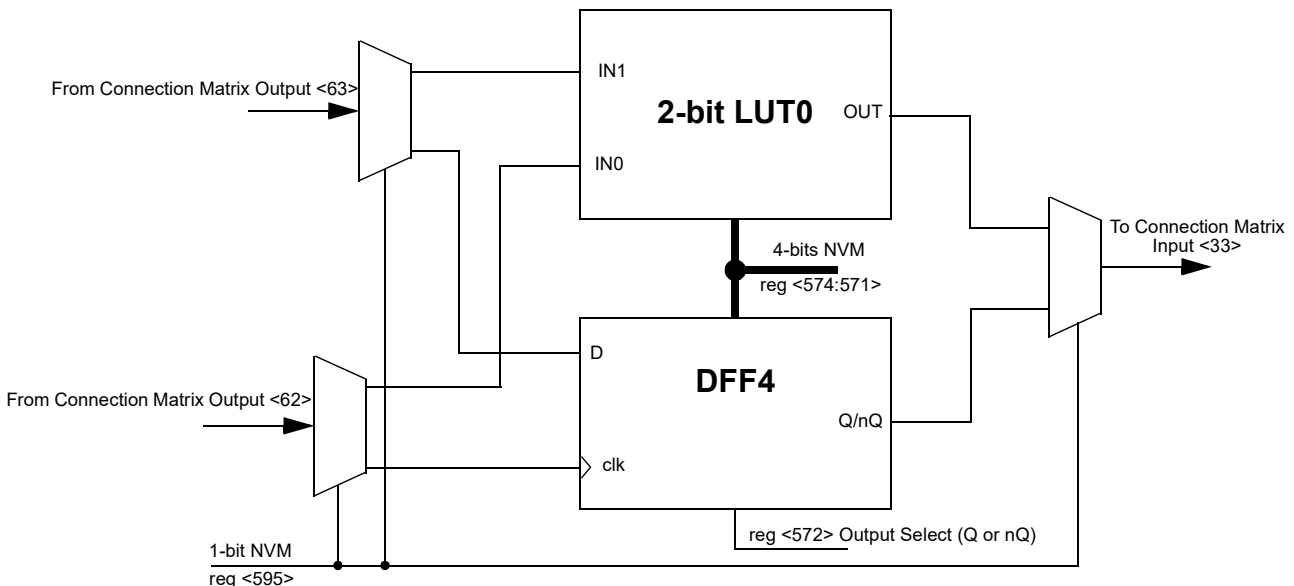 From Connection Matrix Output <63>
IN1
2-bit LUT0
OUT
IN0
To Connection Matrix
Input <33>
4-bits NVM
reg <574:571>
D
DFF4
From Connection Matrix Output <62>
Q/nQ
clk
reg <572> Output Select (Q or nQ)
1-bit NVM
reg <595>